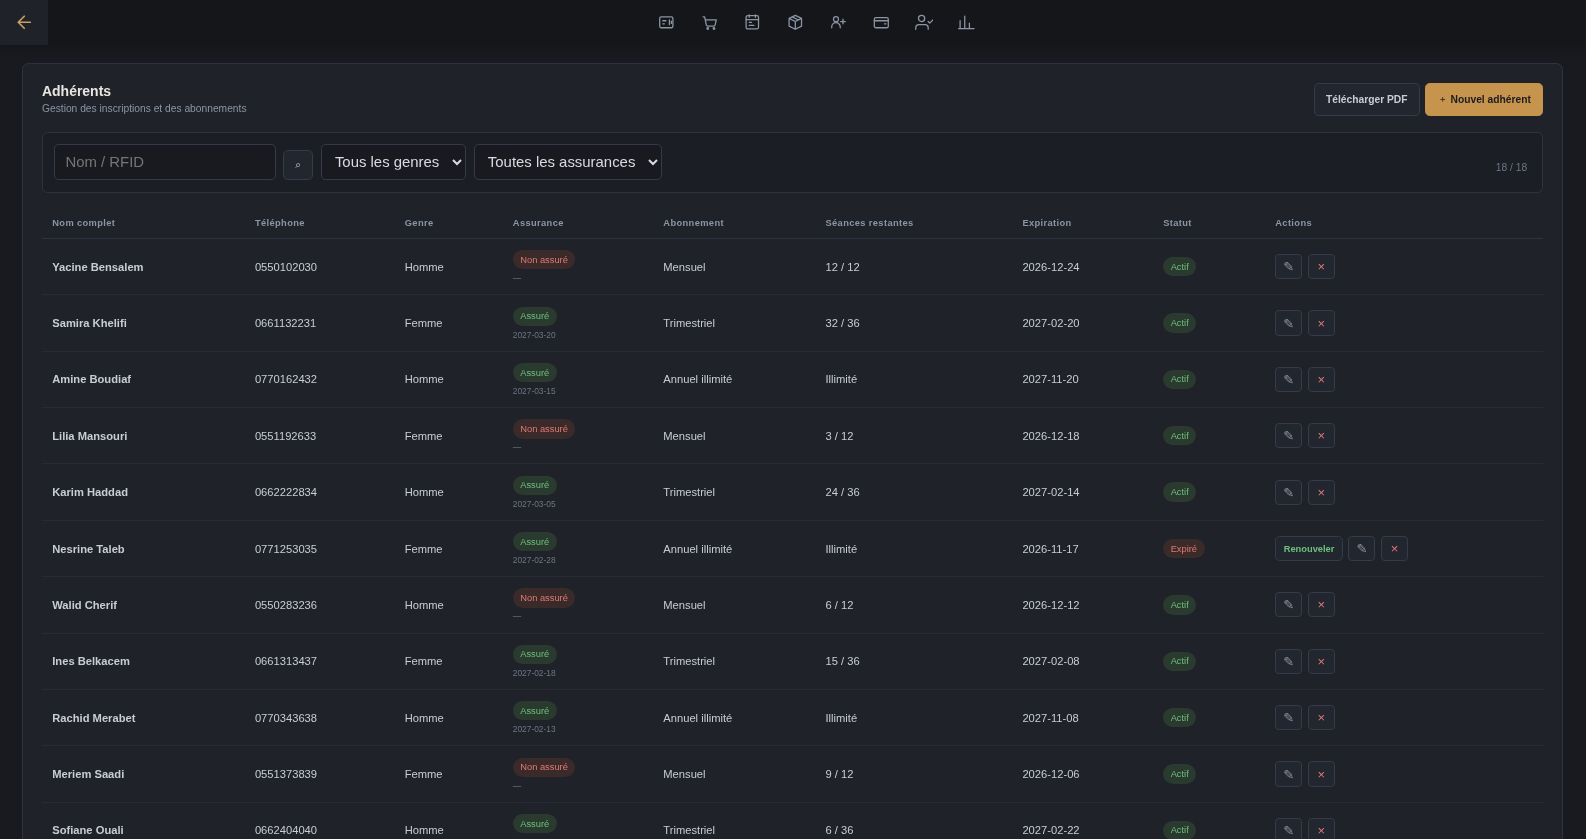 Adhérents
Gestion des inscriptions et des abonnements
Télécharger PDF
+ Nouvel adhérent
Nom / RFID
Tous les genres
Toutes les assurances
18 / 18
Nom complet Téléphone Genre Assurance Abonnement Séances restantes Expiration Statut Actions
Yacine Bensalem 0550102030 Homme Non assuré — Mensuel 12 / 12 2026-12-24 Actif ✎ ×
Samira Khelifi 0661132231 Femme Assuré 2027-03-20 Trimestriel 32 / 36 2027-02-20 Actif ✎ ×
Amine Boudiaf 0770162432 Homme Assuré 2027-03-15 Annuel illimité Illimité 2027-11-20 Actif ✎ ×
Lilia Mansouri 0551192633 Femme Non assuré — Mensuel 3 / 12 2026-12-18 Actif ✎ ×
Karim Haddad 0662222834 Homme Assuré 2027-03-05 Trimestriel 24 / 36 2027-02-14 Actif ✎ ×
Nesrine Taleb 0771253035 Femme Assuré 2027-02-28 Annuel illimité Illimité 2026-11-17 Expiré Renouveler ✎ ×
Walid Cherif 0550283236 Homme Non assuré — Mensuel 6 / 12 2026-12-12 Actif ✎ ×
Ines Belkacem 0661313437 Femme Assuré 2027-02-18 Trimestriel 15 / 36 2027-02-08 Actif ✎ ×
Rachid Merabet 0770343638 Homme Assuré 2027-02-13 Annuel illimité Illimité 2027-11-08 Actif ✎ ×
Meriem Saadi 0551373839 Femme Non assuré — Mensuel 9 / 12 2026-12-06 Actif ✎ ×
Sofiane Ouali 0662404040 Homme Assuré Trimestriel 6 / 36 2027-02-22 Actif ✎ ×